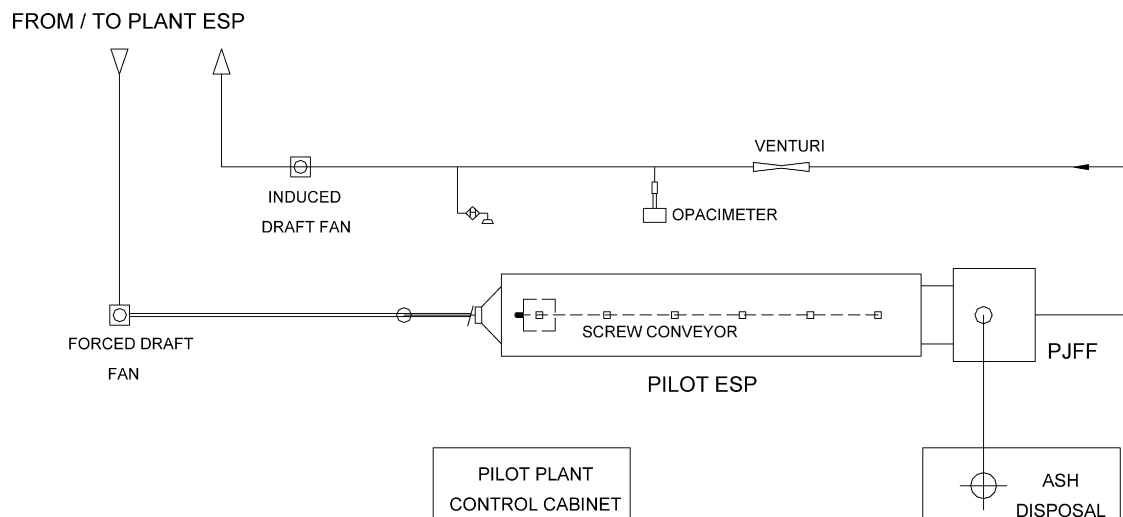 FROM / TO PLANT ESP
VENTURI
INDUCED
DRAFT FAN
OPACIMETER
SCREW CONVEYOR
FORCED DRAFT
FAN
PJFF
PILOT ESP
PILOT PLANT
CONTROL CABINET
ASH
DISPOSAL